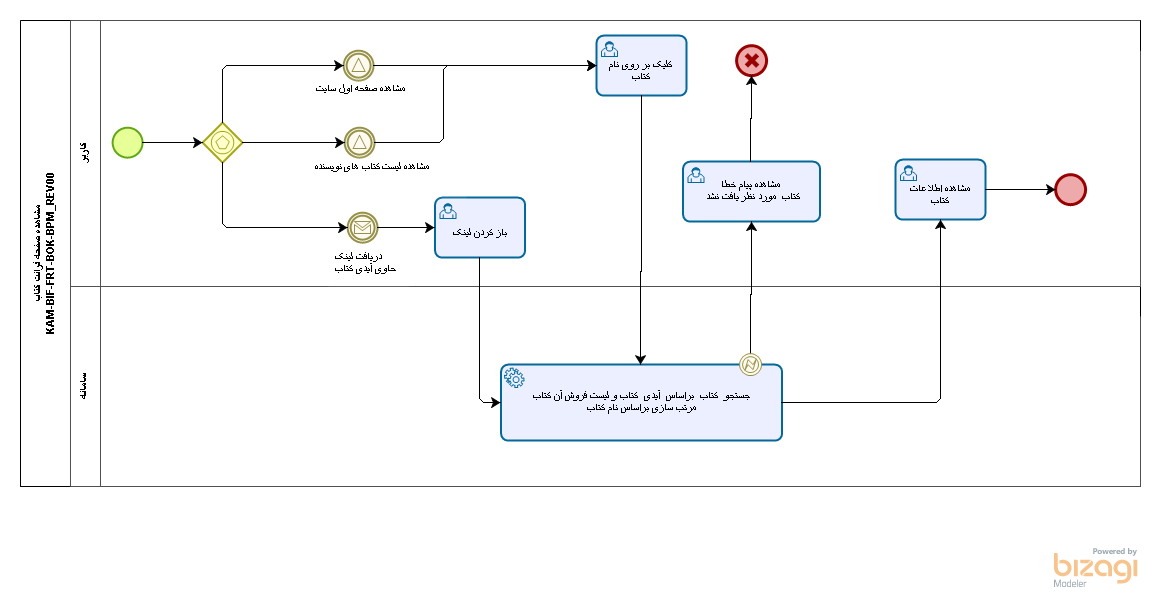 مشاهده صفحه فرانت کتاب
KAM-BIF-FRT-BOK-BPM_REV00
کاربر
مشاهده صفحه اول سایت
مشاهده لیست کتاب های نویسنده
دریافت لینک
حاوی آیدی کتاب
باز کردن لینک
کلیک بر روی نام
کتاب
مشاهده پیام خطا
کتاب مورد نظر یافت نشد
مشاهده اطلاعات
کتاب
سامانه
جستجو کتاب براساس آیدی کتاب و لیست فروش آن کتاب
مرتب سازی براساس نام کتاب
Powered by
bizagi
Modeler